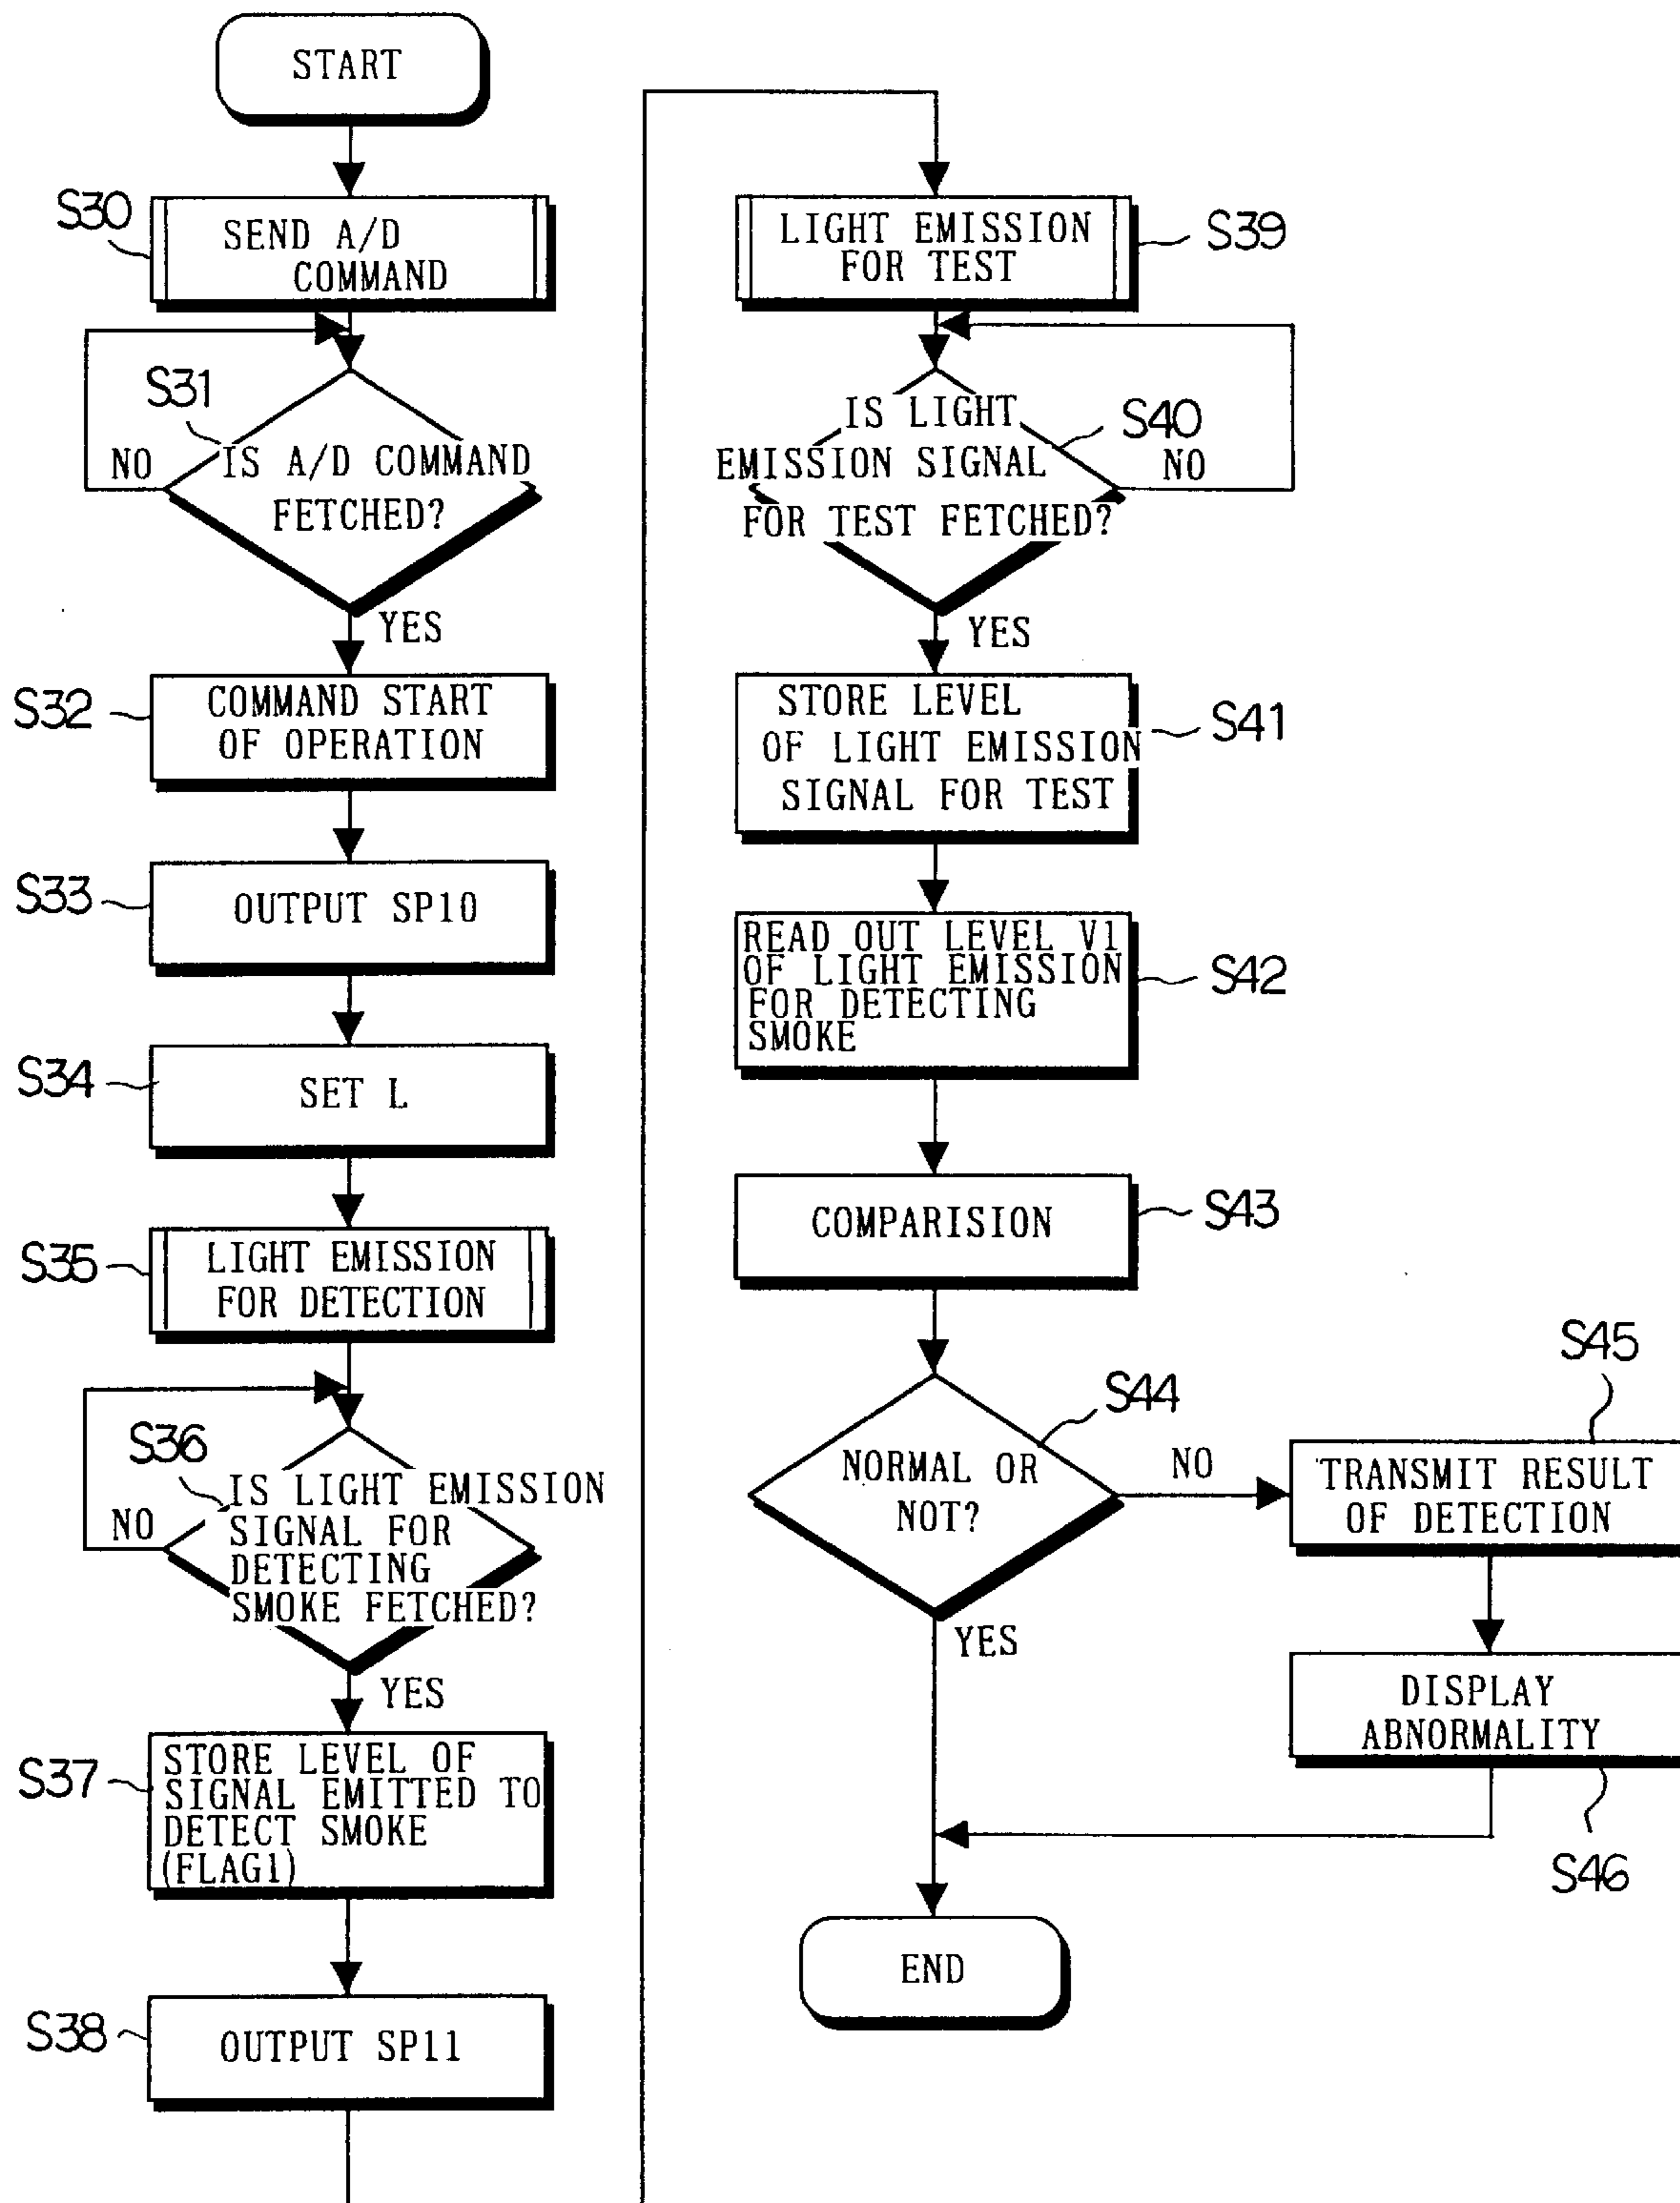 START
S30
SEND A/D
COMMAND
S31
NO
IS A/D COMMAND
FETCHED?
YES
S32
COMMAND START
OF OPERATION
S33
OUTPUT SP10
S34
SET L
S35
LIGHT EMISSION
FOR DETECTION
S36
NO
IS LIGHT EMISSION
SIGNAL FOR
DETECTING
SMOKE FETCHED?
YES
S37
STORE LEVEL OF
SIGNAL EMITTED TO
DETECT SMOKE
(FLAG1)
S38
OUTPUT SP11
LIGHT EMISSION
FOR TEST
S39
IS LIGHT
EMISSION SIGNAL
FOR TEST FETCHED?
S40
NO
YES
STORE LEVEL
OF LIGHT EMISSION
SIGNAL FOR TEST
S41
READ OUT LEVEL V1
OF LIGHT EMISSION
FOR DETECTING
SMOKE
S42
COMPARISION
S43
S44
NORMAL OR
NOT?
NO
YES
S45
TRANSMIT RESULT
OF DETECTION
DISPLAY
ABNORMALITY
S46
END